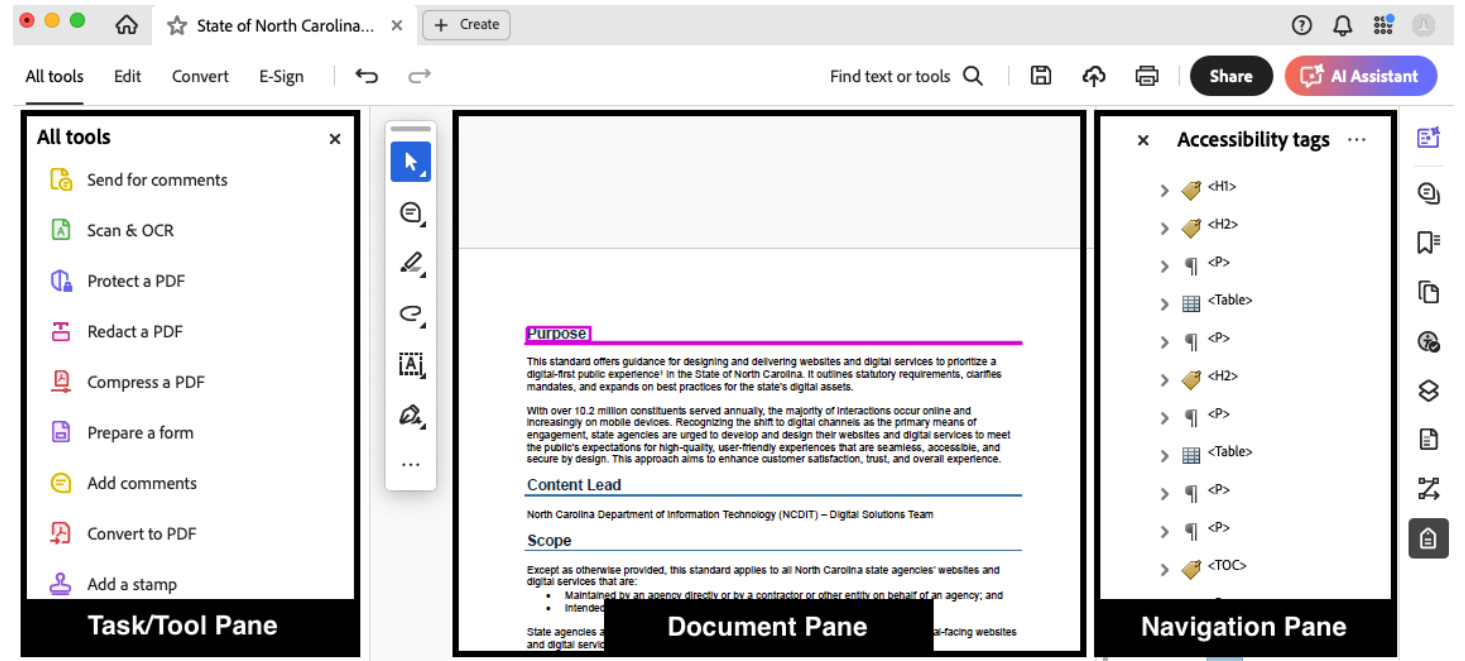 State of North Carolina...
Create
All tools
Edit
Convert
E-Sign
Find text or tools
Share
AI Assistant
All tools
Send for comments
Scan & OCR
Protect a PDF
Redact a PDF
Compress a PDF
Prepare a form
Add comments
Convert to PDF
Add a stamp
Task/Tool Pane
Purpose
This standard offers guidance for designing and delivering websites and digital services to prioritize a
digital-first public experience¹ in the State of North Carolina. It outlines statutory requirements, clarifies
mandates, and expands on best practices for the state's digital assets.
With over 10.2 million constituents served annually, the majority of interactions occur online and
increasingly on mobile devices. Recognizing the shift to digital channels as the primary means of
engagement, state agencies are urged to develop and design their websites and digital services to meet
the public's expectations for high-quality, user-friendly experiences that are seamless, accessible, and
secure by design. This approach aims to enhance customer satisfaction, trust, and overall experience.
Content Lead
North Carolina Department of Information Technology (NCDIT) – Digital Solutions Team
Scope
Except as otherwise provided, this standard applies to all North Carolina state agencies' websites and
digital services that are:
• Maintained by an agency directly or by a contractor or other entity on behalf of an agency; and
• Intended
State agencies a
al-facing websites
and digital servic
Document Pane
Accessibility tags
<H1>
<H2>
<P>
<Table>
<P>
<H2>
<P>
<Table>
<P>
<P>
<TOC>
Navigation Pane